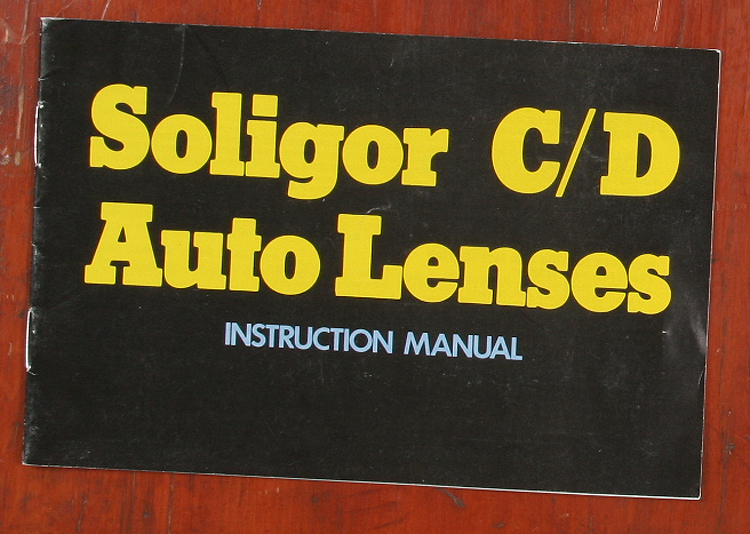 Soligor C/D
Auto Lenses
INSTRUCTION MANUAL